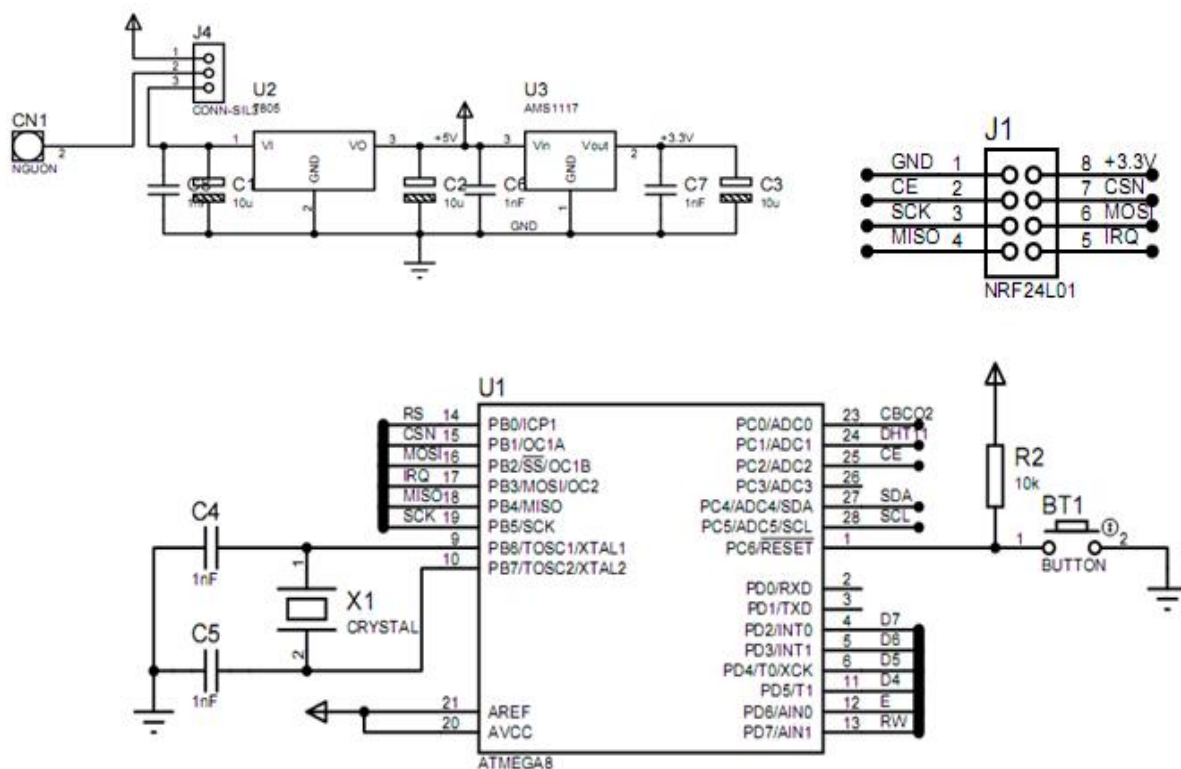 J4
1
2
3
CONN-SIL3
CN1
2
NGUON
U2
7805
1
VI
VO
3
GND
2
+5V
U3
AMS1117
3
Vin
Vout
2
GND
1
+3.3V
C8
1nF
C1
10u
C2
10u
C6
1nF
C7
1nF
C3
10u
GND
J1
GND 1 8 +3.3V
CE 2 7 CSN
SCK 3 6 MOSI
MISO 4 5 IRQ
NRF24L01
U1
RS 14 PB0/ICP1 PC0/ADC0 23 CBCO2
CSN 15 PB1/OC1A PC1/ADC1 24 DHT11
MOSI 16 PB2/SS/OC1B PC2/ADC2 25 CE
IRQ 17 PB3/MOSI/OC2 PC3/ADC3 26
MISO 18 PB4/MISO PC4/ADC4/SDA 27 SDA
SCK 19 PB5/SCK PC5/ADC5/SCL 28 SCL
9 PB6/TOSC1/XTAL1 PC6/RESET 1
10 PB7/TOSC2/XTAL2
PD0/RXD 2
PD1/TXD 3
PD2/INT0 4 D7
PD3/INT1 5 D6
PD4/T0/XCK 6 D5
PD5/T1 11 D4
21 AREF PD6/AIN0 12 E
20 AVCC PD7/AIN1 13 RW
ATMEGA8
C4
1nF
1
X1
CRYSTAL
2
C5
1nF
R2
10k
BT1
1
2
BUTTON